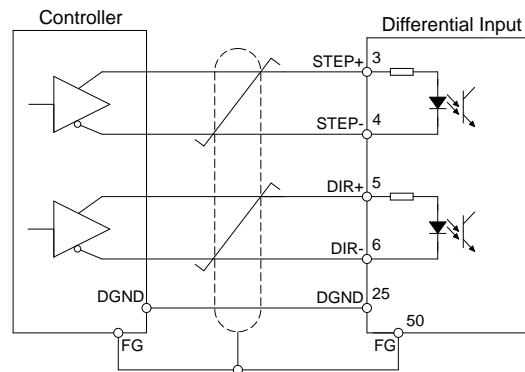 Controller
Differential Input
STEP+ 3
STEP- 4
DIR+ 5
DIR- 6
DGND
DGND 25
FG
FG 50